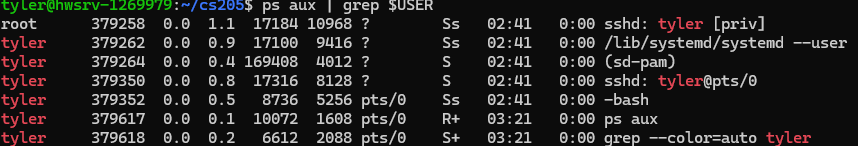 tyler@hwsrv-1269979:~/cs205$ ps aux | grep $USER
root 379258 0.0 1.1 17184 10968 ? Ss 02:41 0:00 sshd: tyler [priv]
tyler 379262 0.0 0.9 17100 9416 ? Ss 02:41 0:00 /lib/systemd/systemd --user
tyler 379264 0.0 0.4 169408 4012 ? S 02:41 0:00 (sd-pam)
tyler 379350 0.0 0.8 17316 8128 ? S 02:41 0:00 sshd: tyler@pts/0
tyler 379352 0.0 0.5 8736 5256 pts/0 Ss 02:41 0:00 -bash
tyler 379617 0.0 0.1 10072 1608 pts/0 R+ 03:21 0:00 ps aux
tyler 379618 0.0 0.2 6612 2088 pts/0 S+ 03:21 0:00 grep --color=auto tyler